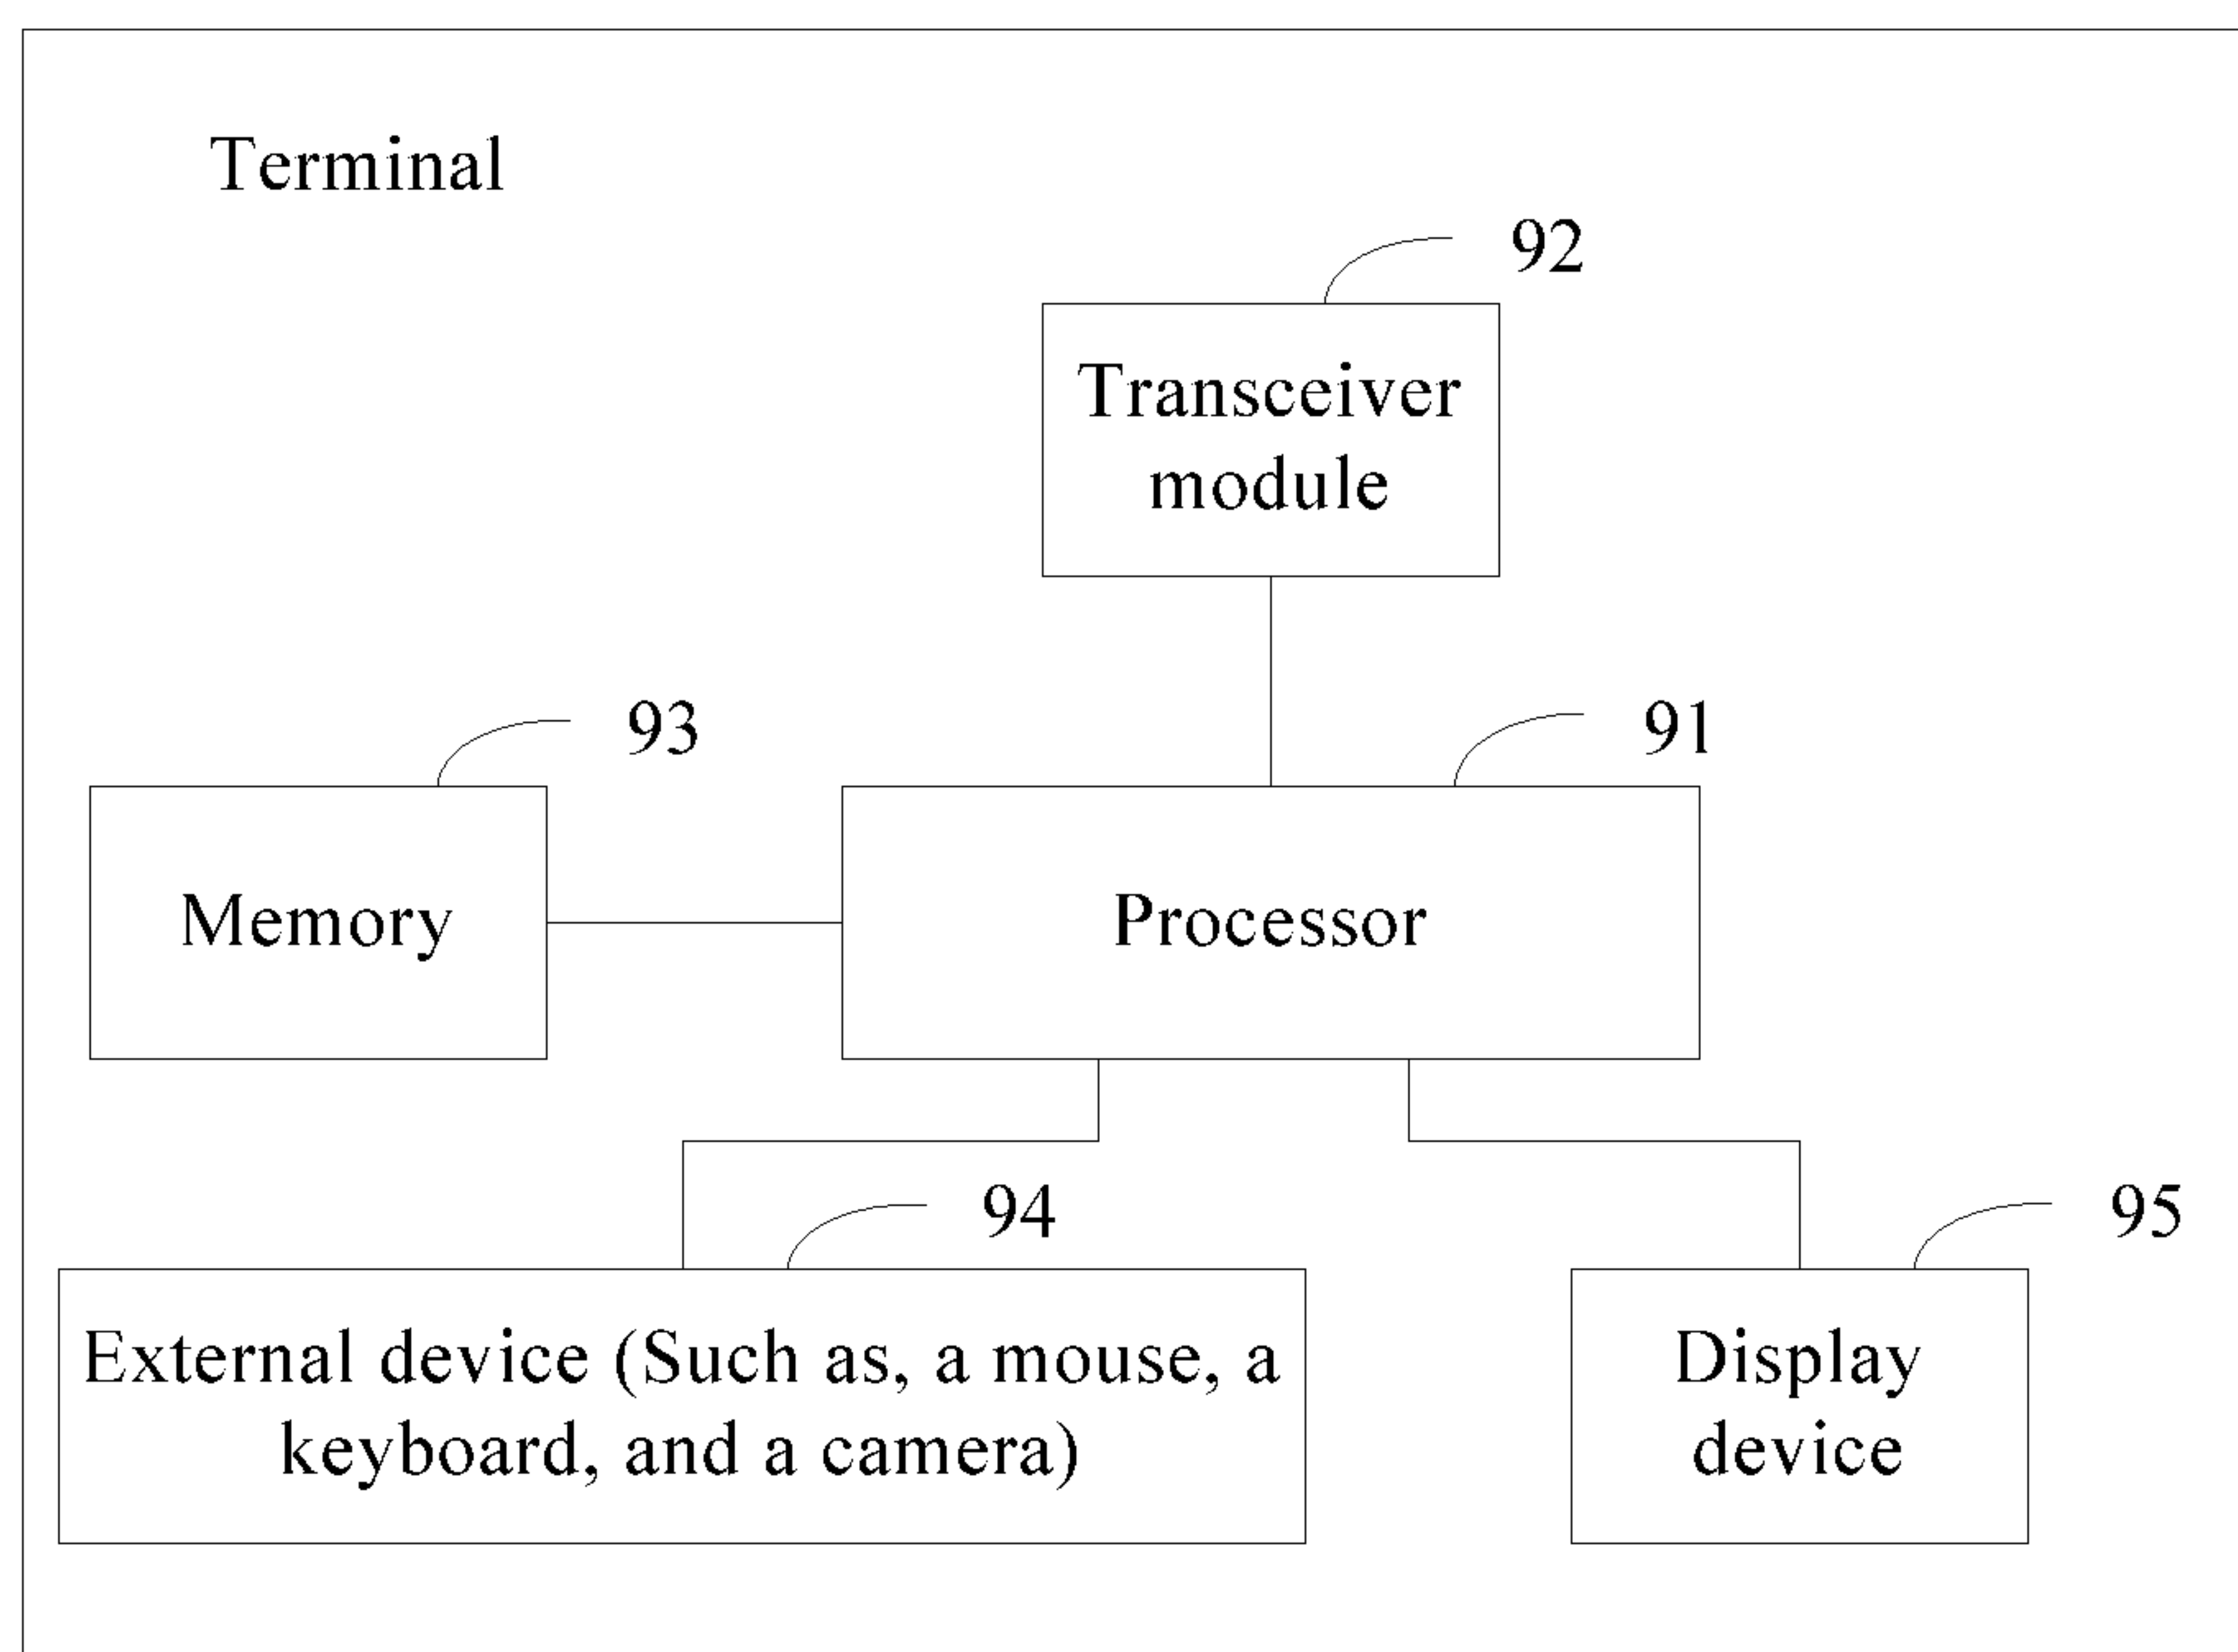 Terminal
92
Transceiver
module
93
91
Memory
Processor
94
95
External device (Such as, a mouse, a
keyboard, and a camera)
Display
device